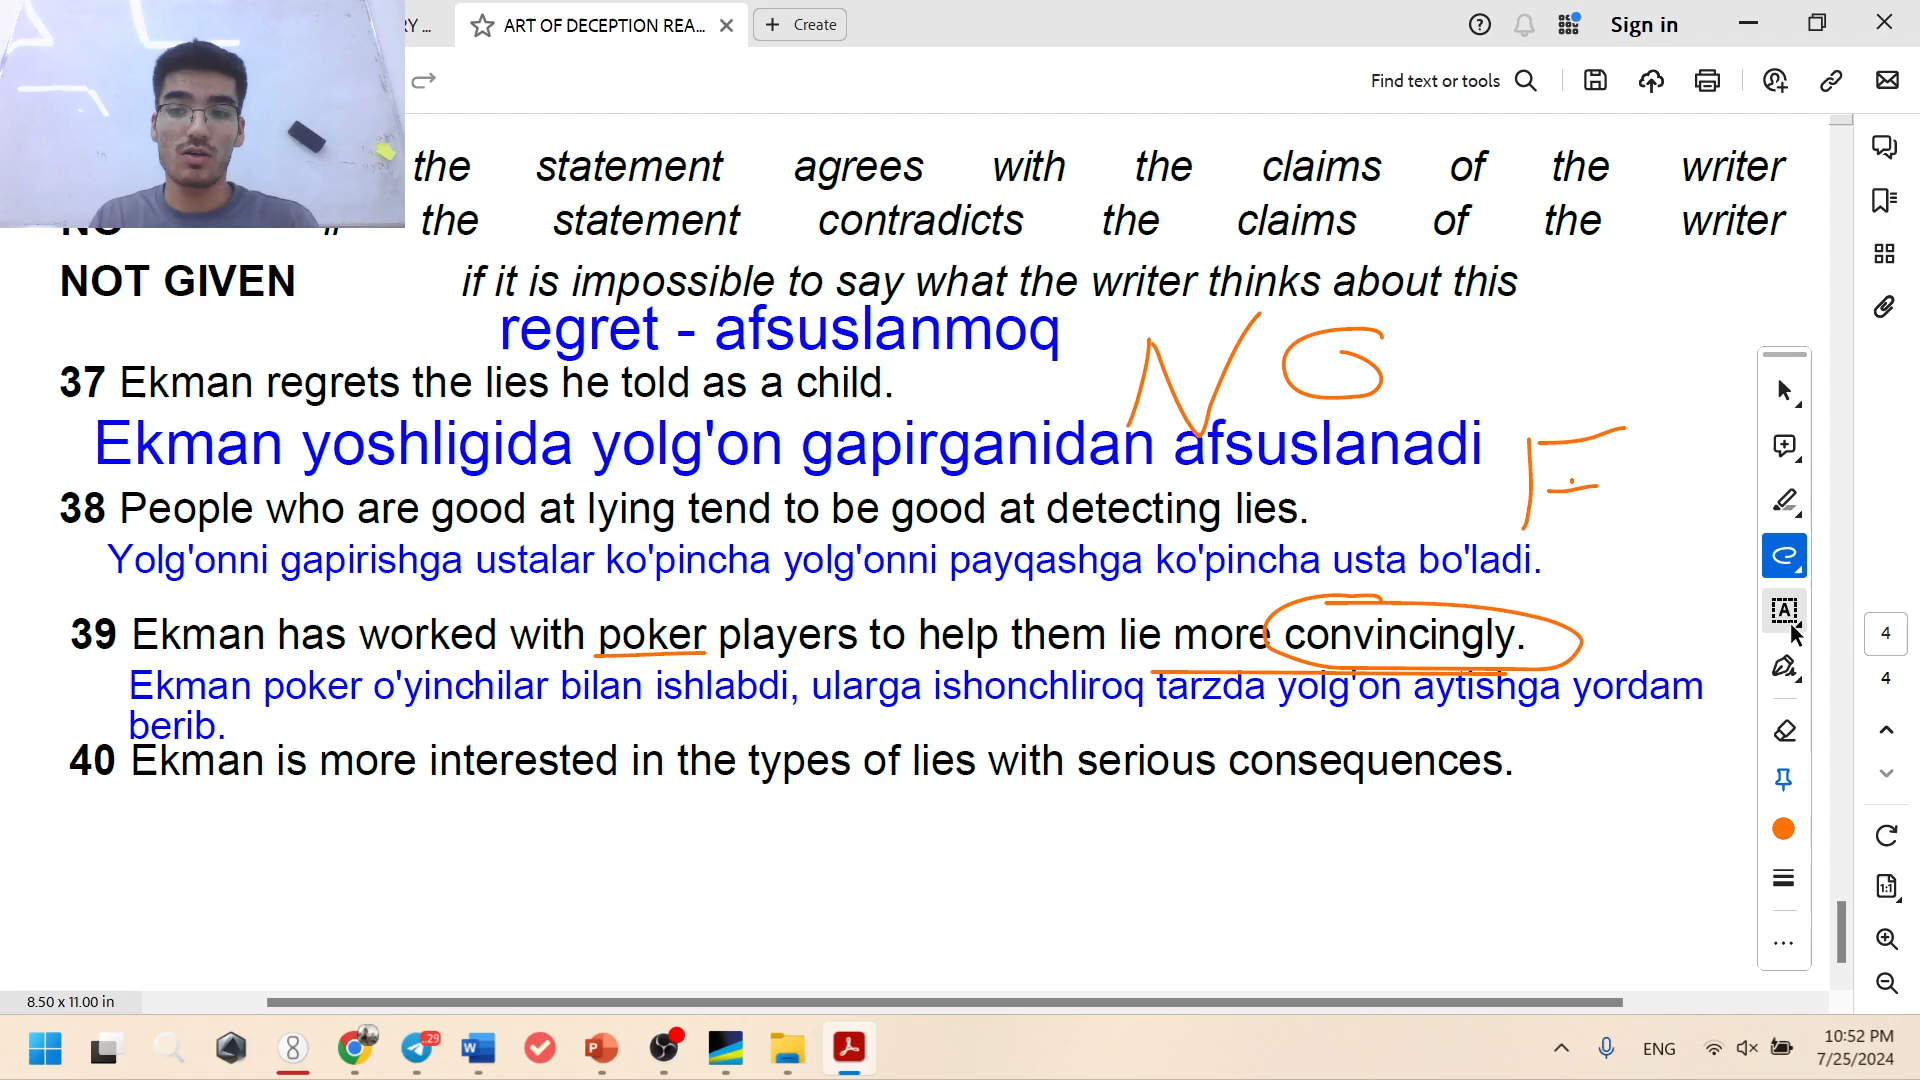 RY ...
ART OF DECEPTION REA...
Create
Sign in
Find text or tools
the statement agrees with the claims of the writer
NO if the statement contradicts the claims of the writer
NOT GIVEN if it is impossible to say what the writer thinks about this
regret - afsuslanmoq
NG
37 Ekman regrets the lies he told as a child.
Ekman yoshligida yolg'on gapirganidan afsuslanadi
F
38 People who are good at lying tend to be good at detecting lies.
Yolg'onni gapirishga ustalar ko'pincha yolg'onni payqashga ko'pincha usta bo'ladi.
39 Ekman has worked with poker players to help them lie more convincingly.
Ekman poker o'yinchilar bilan ishlabdi, ularga ishonchliroq tarzda yolg'on aytishga yordam
berib.
40 Ekman is more interested in the types of lies with serious consequences.
4
4
8.50 x 11.00 in
29
ENG
10:52 PM
7/25/2024